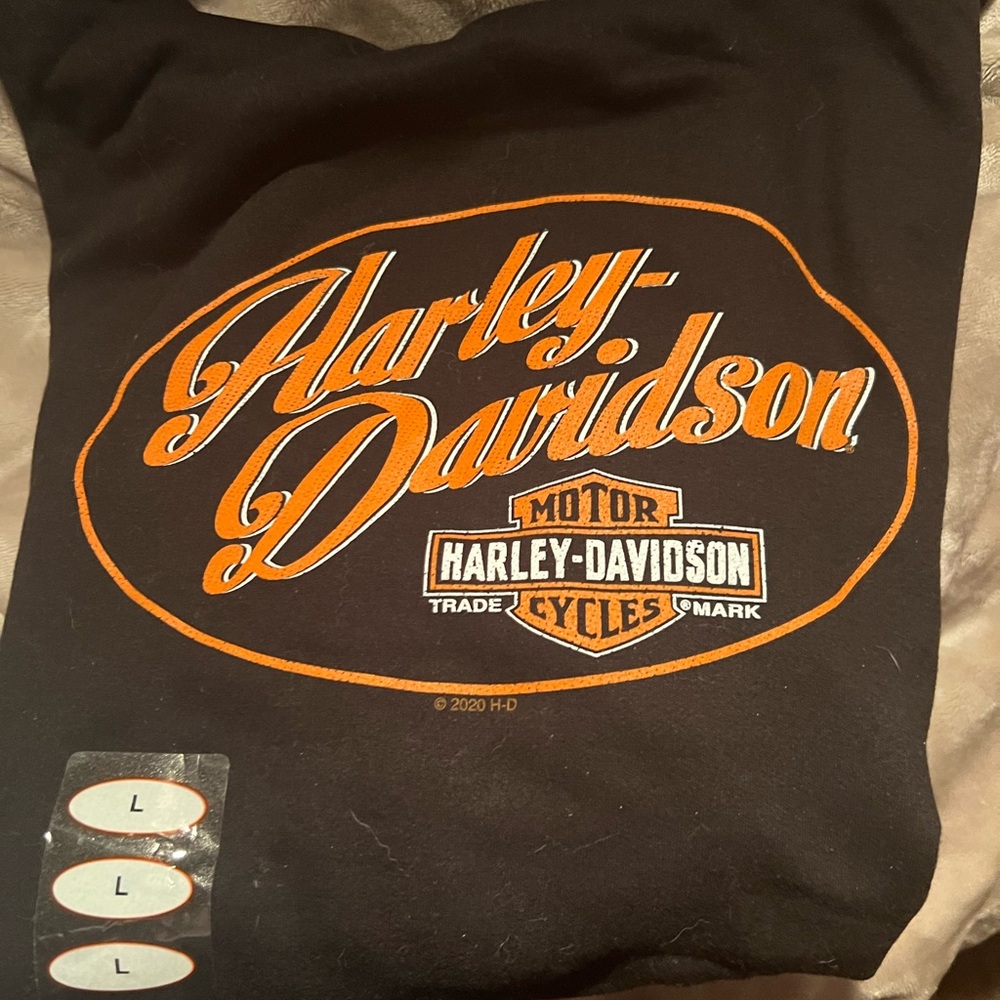 Harley-
Davidson
MOTOR
HARLEY-DAVIDSON
TRADE CYCLES ® MARK
© 2020 H-D
L
L
L